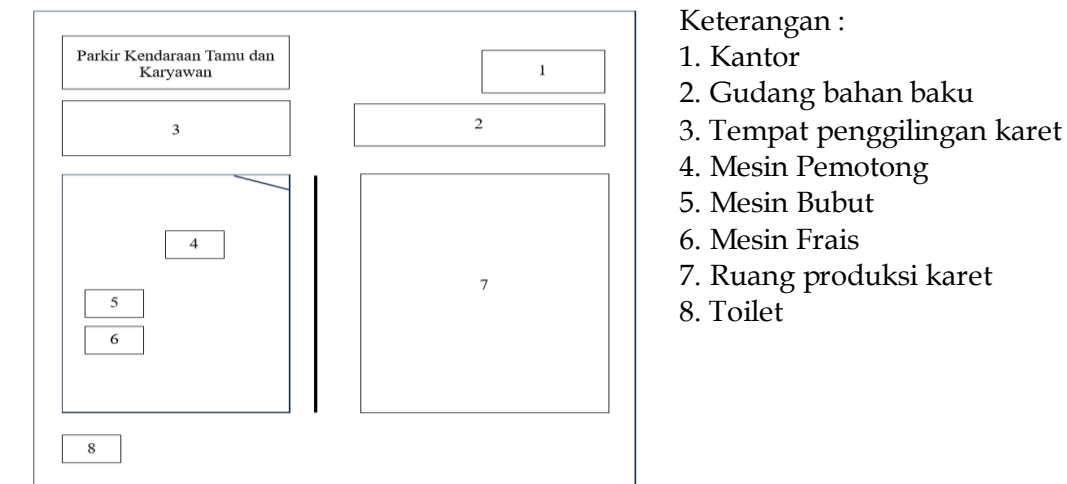 Parkir Kendaraan Tamu dan
Karyawan
1
3
2
4
5
6
7
8
Keterangan :
1. Kantor
2. Gudang bahan baku
3. Tempat penggilingan karet
4. Mesin Pemotong
5. Mesin Bubut
6. Mesin Frais
7. Ruang produksi karet
8. Toilet